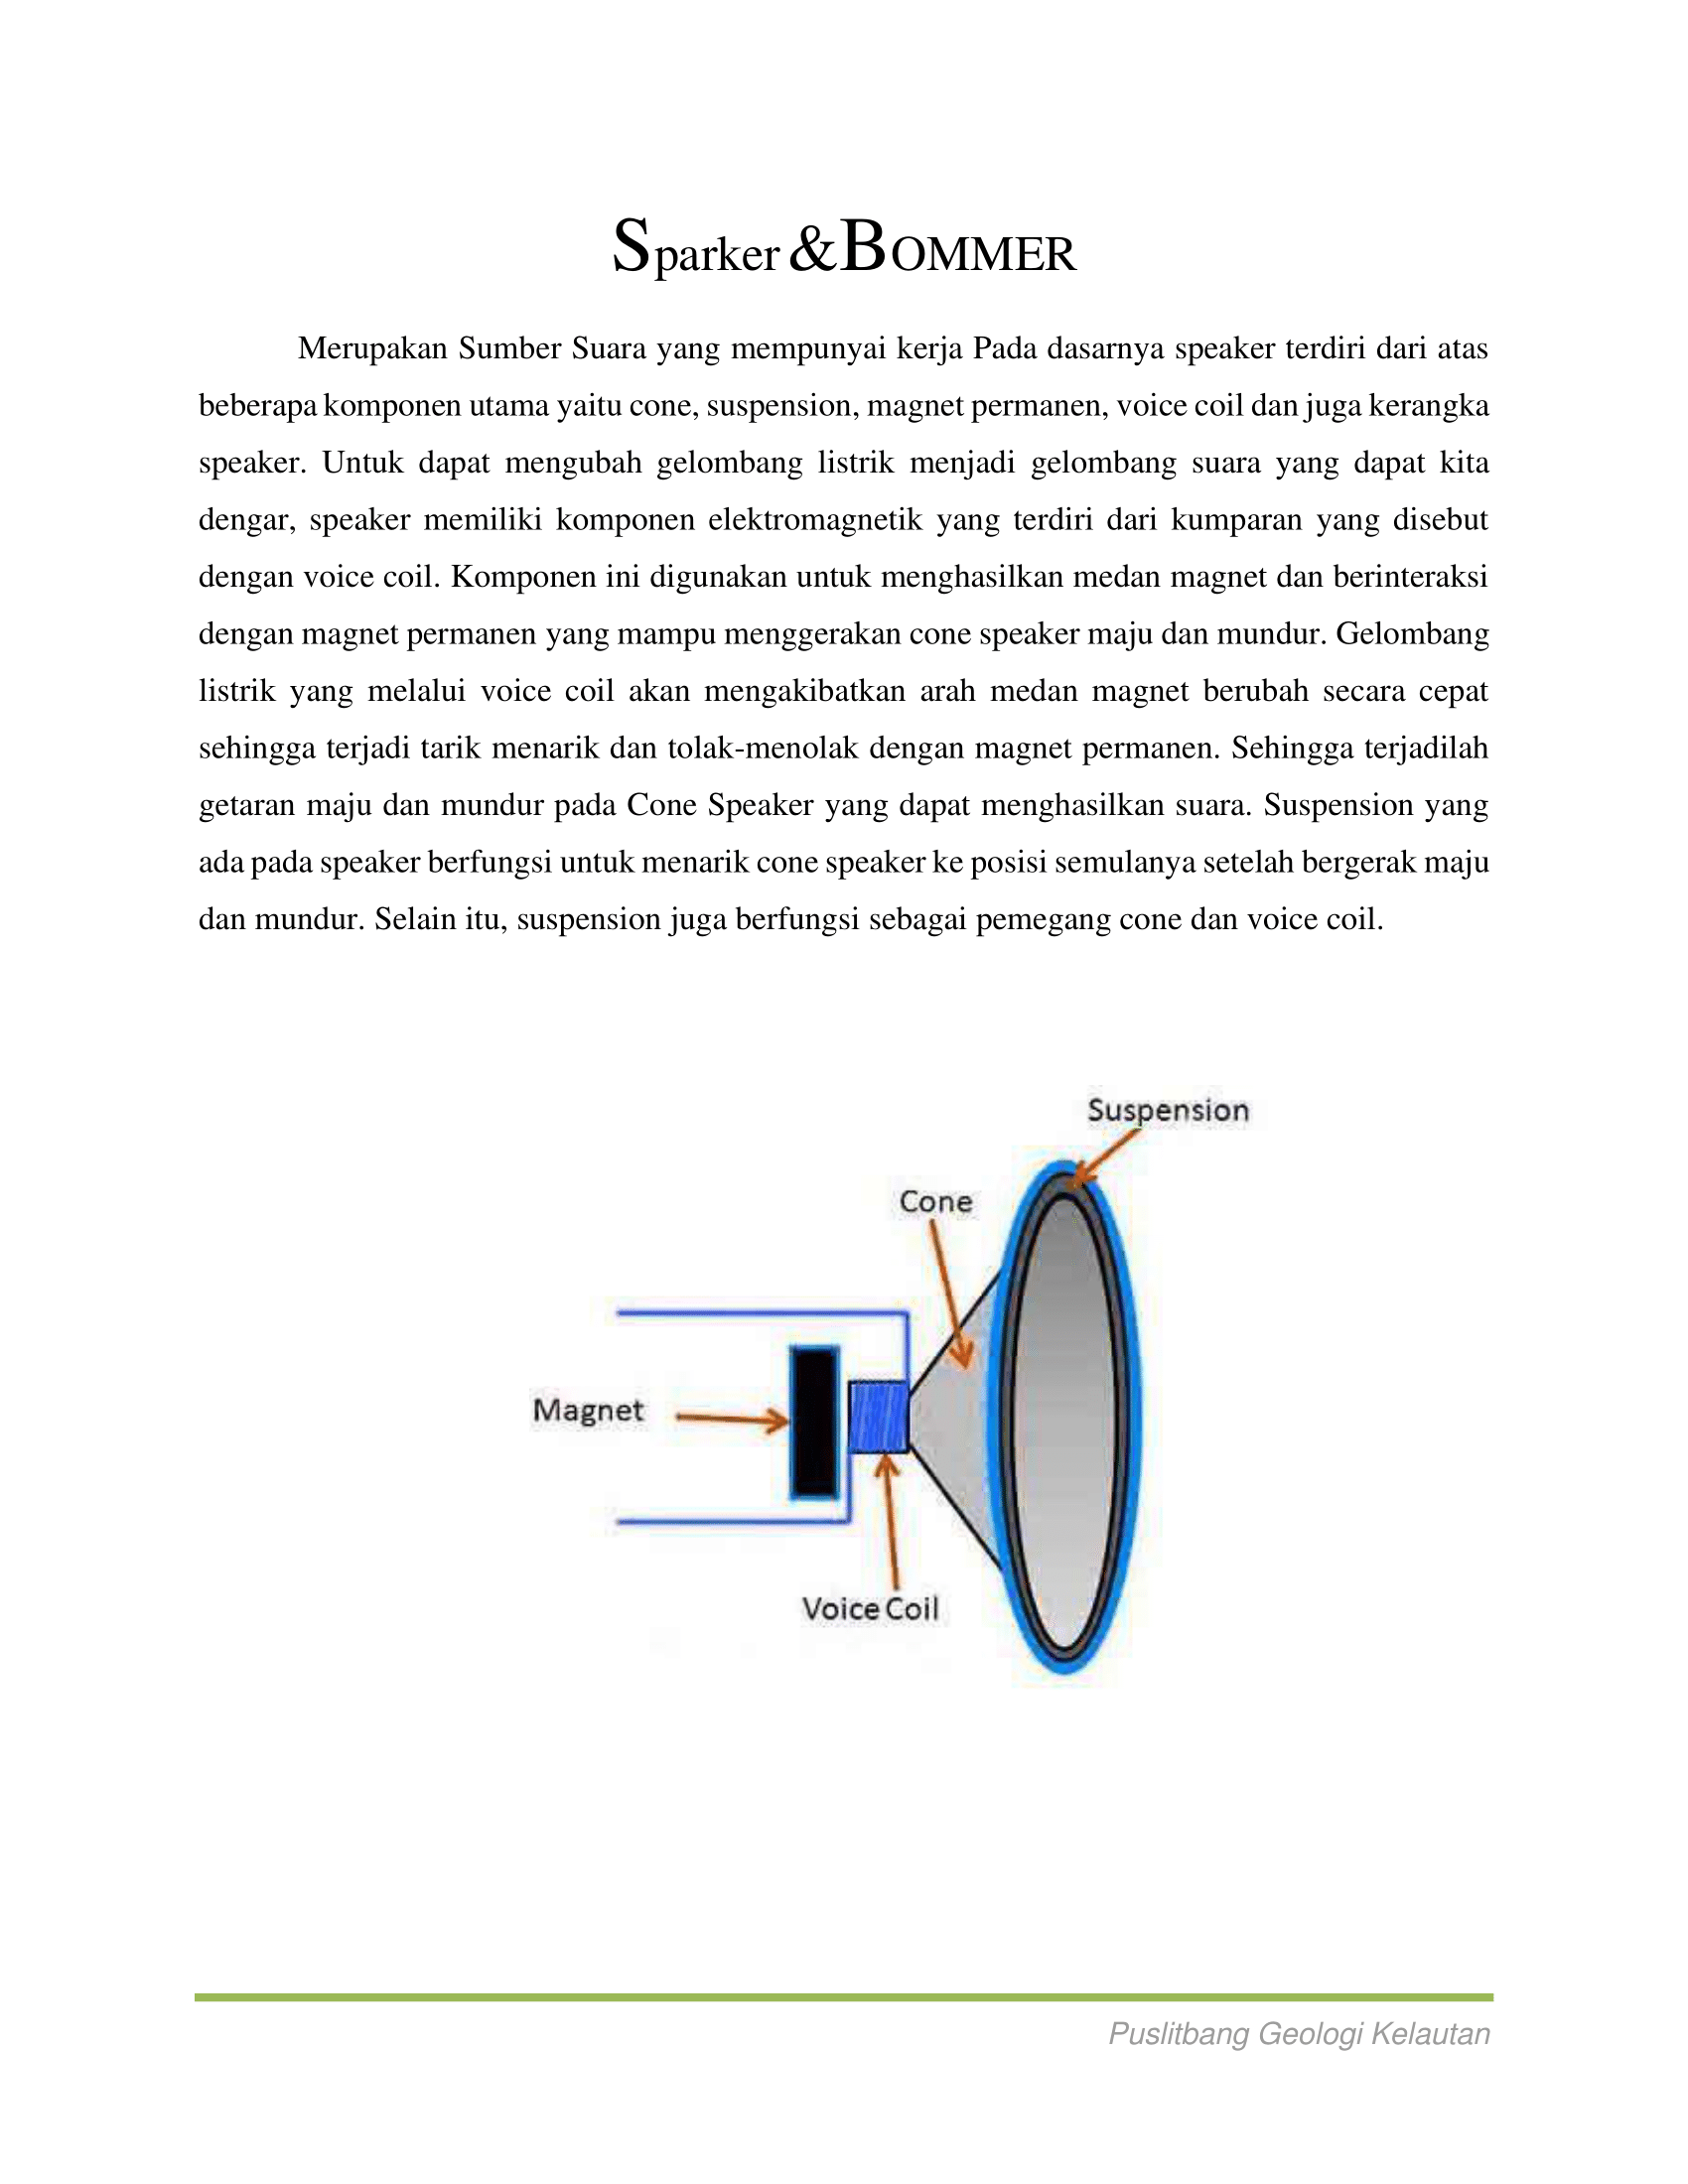 Sparker &BOMMER
Merupakan Sumber Suara yang mempunyai kerja Pada dasarnya speaker terdiri dari atas
beberapa komponen utama yaitu cone, suspension, magnet permanen, voice coil dan juga kerangka
speaker. Untuk dapat mengubah gelombang listrik menjadi gelombang suara yang dapat kita
dengar, speaker memiliki komponen elektromagnetik yang terdiri dari kumparan yang disebut
dengan voice coil. Komponen ini digunakan untuk menghasilkan medan magnet dan berinteraksi
dengan magnet permanen yang mampu menggerakan cone speaker maju dan mundur. Gelombang
listrik yang melalui voice coil akan mengakibatkan arah medan magnet berubah secara cepat
sehingga terjadi tarik menarik dan tolak-menolak dengan magnet permanen. Sehingga terjadilah
getaran maju dan mundur pada Cone Speaker yang dapat menghasilkan suara. Suspension yang
ada pada speaker berfungsi untuk menarik cone speaker ke posisi semulanya setelah bergerak maju
dan mundur. Selain itu, suspension juga berfungsi sebagai pemegang cone dan voice coil.
Suspension
Cone
Magnet
Voice Coil
Puslitbang Geologi Kelautan